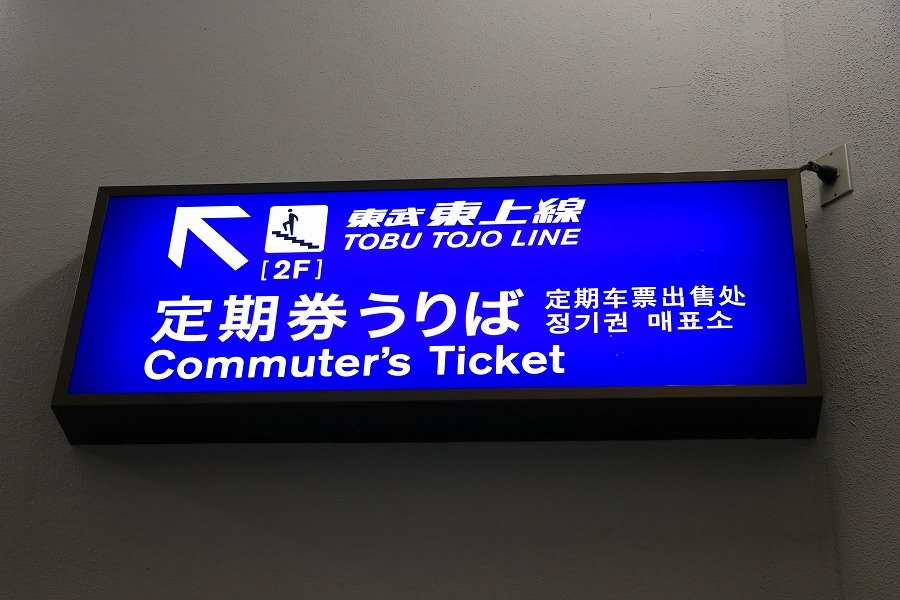 東武東上線
TOBU TOJO LINE
[2F]
定期券うりば
Commuter's Ticket
定期车票出售处
정기권 매표소